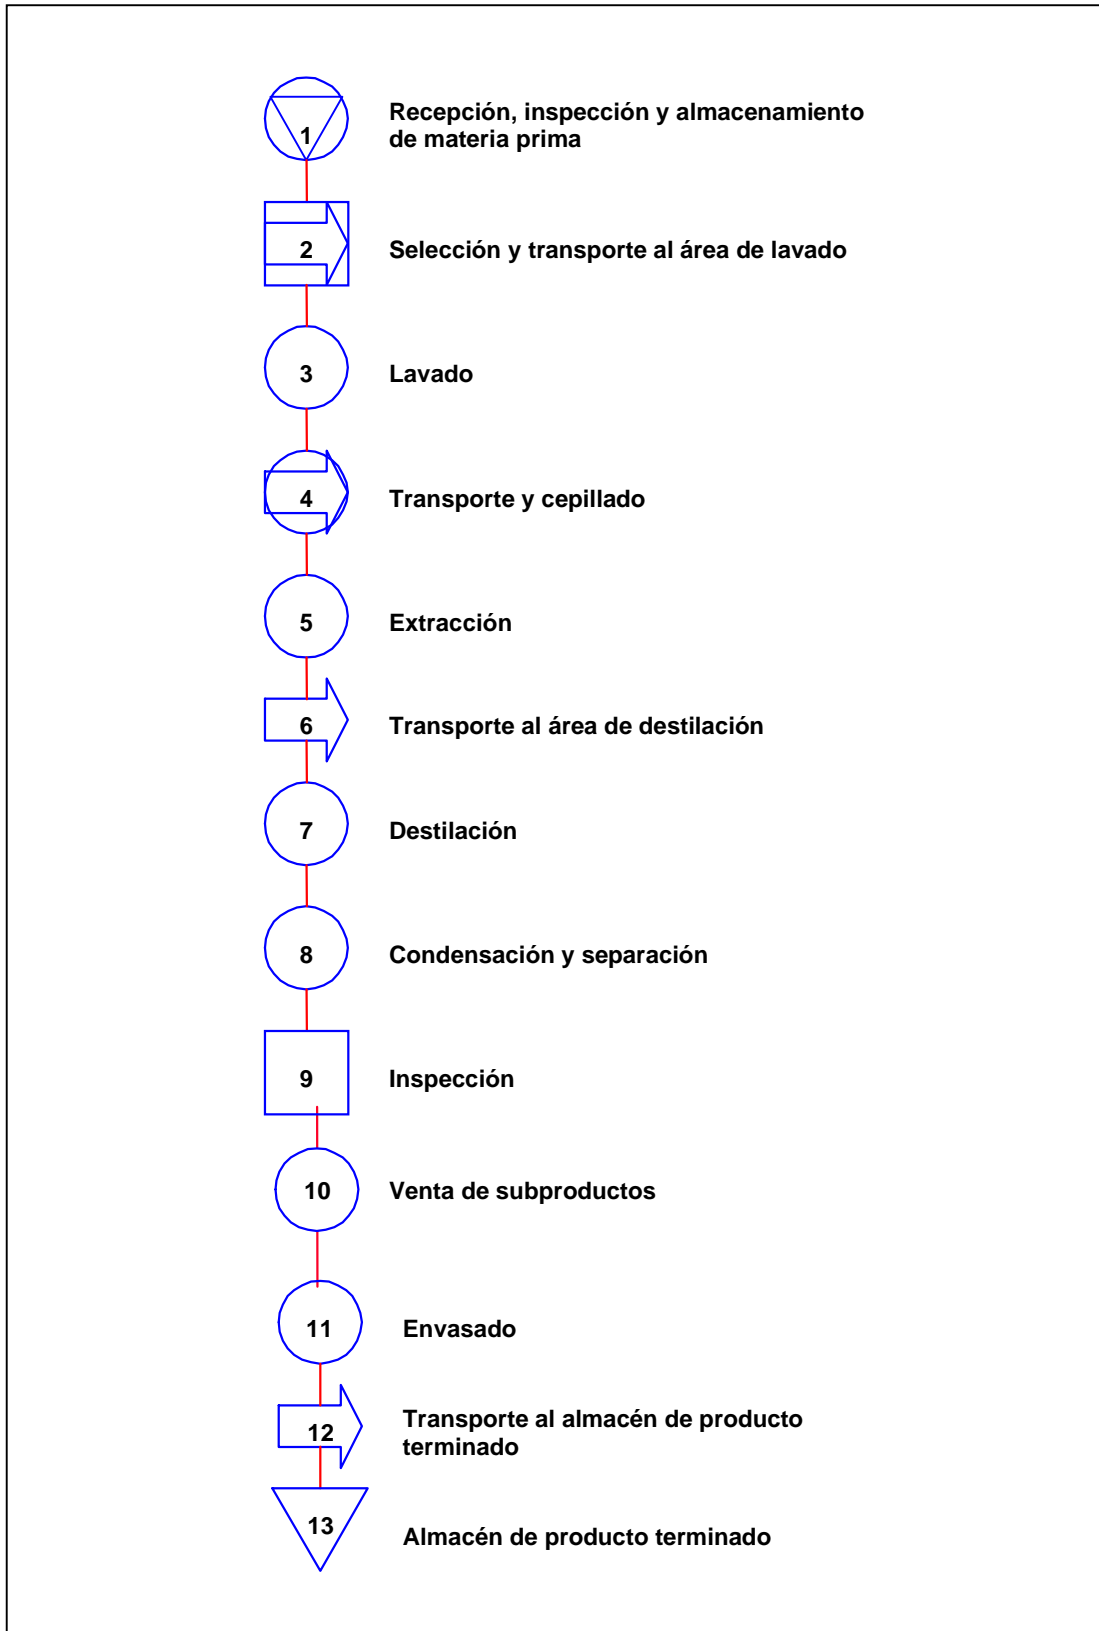 1
Recepción, inspección y almacenamiento
de materia prima
2
Selección y transporte al área de lavado
3
Lavado
4
Transporte y cepillado
5
Extracción
6
Transporte al área de destilación
7
Destilación
8
Condensación y separación
9
Inspección
10
Venta de subproductos
11
Envasado
12
Transporte al almacén de producto
terminado
13
Almacén de producto terminado